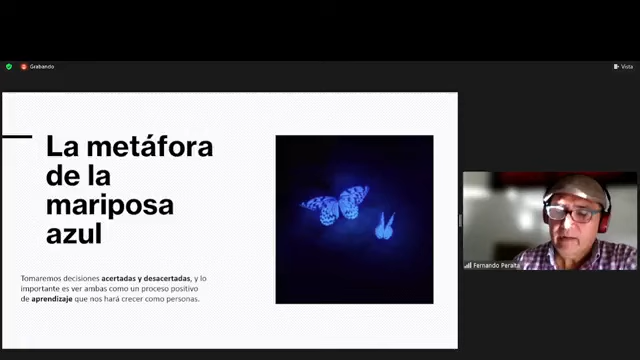 Grabando
Vista
La metáfora
de la
mariposa
azul
Tomaremos decisiones acertadas y desacertadas, y lo
importante es ver ambas como un proceso positivo
de aprendizaje que nos hará crecer como personas.
Fernando Peralta